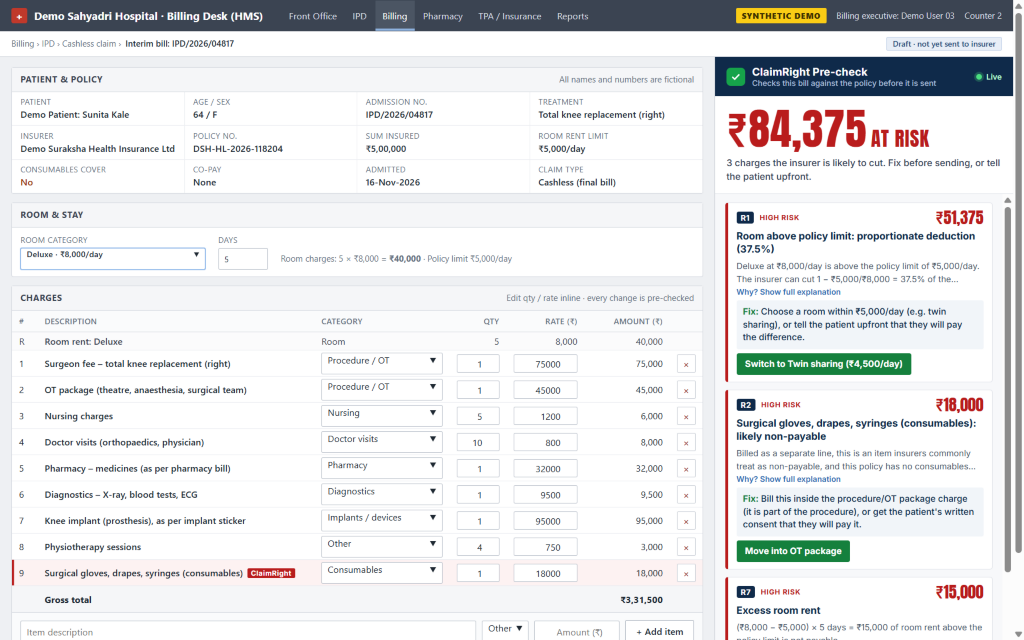 Demo Sahyadri Hospital · Billing Desk (HMS)
Front Office IPD Billing Pharmacy TPA / Insurance Reports
SYNTHETIC DEMO Billing executive: Demo User 03 Counter 2
Billing › IPD › Cashless claim › Interim bill: IPD/2026/04817
Draft · not yet sent to insurer
PATIENT & POLICY All names and numbers are fictional
PATIENT AGE / SEX ADMISSION NO. TREATMENT
Demo Patient: Sunita Kale 64 / F IPD/2026/04817 Total knee replacement (right)
INSURER POLICY NO. SUM INSURED ROOM RENT LIMIT
Demo Suraksha Health Insurance Ltd DSH-HL-2026-118204 ₹5,00,000 ₹5,000/day
CONSUMABLES COVER CO-PAY ADMITTED CLAIM TYPE
No None 16-Nov-2026 Cashless (final bill)
ROOM & STAY
ROOM CATEGORY DAYS
Deluxe · ₹8,000/day 5 Room charges: 5 × ₹8,000 = ₹40,000 · Policy limit ₹5,000/day
CHARGES Edit qty / rate inline · every change is pre-checked
# DESCRIPTION CATEGORY QTY RATE (₹) AMOUNT (₹)
R Room rent: Deluxe Room 5 8,000 40,000
1 Surgeon fee – total knee replacement (right) Procedure / OT 1 75000 75,000 ×
2 OT package (theatre, anaesthesia, surgical team) Procedure / OT 1 45000 45,000 ×
3 Nursing charges Nursing 5 1200 6,000 ×
4 Doctor visits (orthopaedics, physician) Doctor visits 10 800 8,000 ×
5 Pharmacy – medicines (as per pharmacy bill) Pharmacy 1 32000 32,000 ×
6 Diagnostics – X-ray, blood tests, ECG Diagnostics 1 9500 9,500 ×
7 Knee implant (prosthesis), as per implant sticker Implants / devices 1 95000 95,000 ×
8 Physiotherapy sessions Other 4 750 3,000 ×
9 Surgical gloves, drapes, syringes (consumables) ClaimRight Consumables 1 18000 18,000 ×
Gross total ₹3,31,500
Item description Other Amount (₹) + Add item
ClaimRight Pre-check
Checks this bill against the policy before it is sent
Live
₹84,375 AT RISK
3 charges the insurer is likely to cut. Fix before sending, or tell
the patient upfront.
R1 HIGH RISK ₹51,375
Room above policy limit: proportionate deduction
(37.5%)
Deluxe at ₹8,000/day is above the policy limit of ₹5,000/day.
The insurer can cut 1 − ₹5,000/₹8,000 = 37.5% of the...
Why? Show full explanation
Fix: Choose a room within ₹5,000/day (e.g. twin
sharing), or tell the patient upfront that they will pay
the difference.
Switch to Twin sharing (₹4,500/day)
R2 HIGH RISK ₹18,000
Surgical gloves, drapes, syringes (consumables):
likely non-payable
Billed as a separate line, this is an item insurers commonly
treat as non-payable, and this policy has no consumables...
Why? Show full explanation
Fix: Bill this inside the procedure/OT package charge
(it is part of the procedure), or get the patient's written
consent that they will pay it.
Move into OT package
R7 HIGH RISK ₹15,000
Excess room rent
(₹8,000 − ₹5,000) × 5 days = ₹15,000 of room rent above the